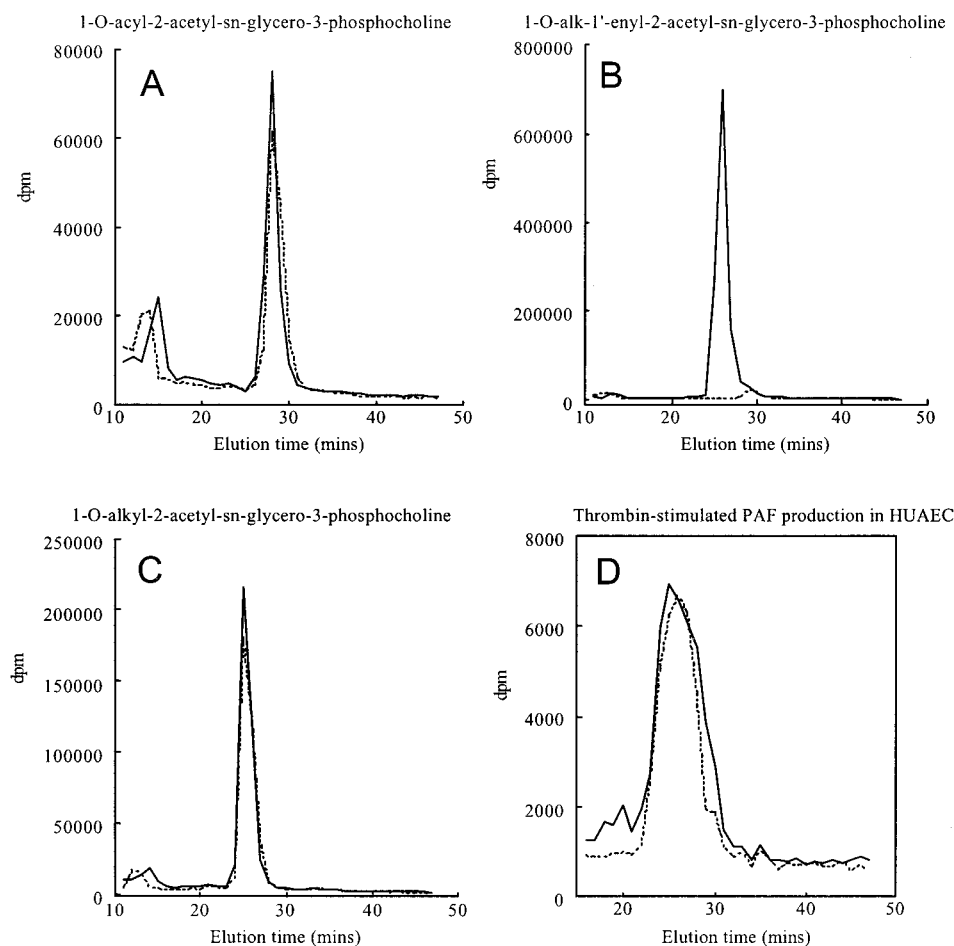 1-O-acyl-2-acetyl-sn-glycero-3-phosphocholine
80000
60000
40000
20000
0
dpm
A
10 20 30 40 50
Elution time (mins)
1-O-alk-1'-enyl-2-acetyl-sn-glycero-3-phosphocholine
800000
600000
400000
200000
0
dpm
B
10 20 30 40 50
Elution time (mins)
1-O-alkyl-2-acetyl-sn-glycero-3-phosphocholine
250000
200000
150000
100000
50000
0
dpm
C
10 20 30 40 50
Elution time (mins)
Thrombin-stimulated PAF production in HUAEC
8000
6000
4000
2000
0
dpm
D
20 30 40 50
Elution time (mins)